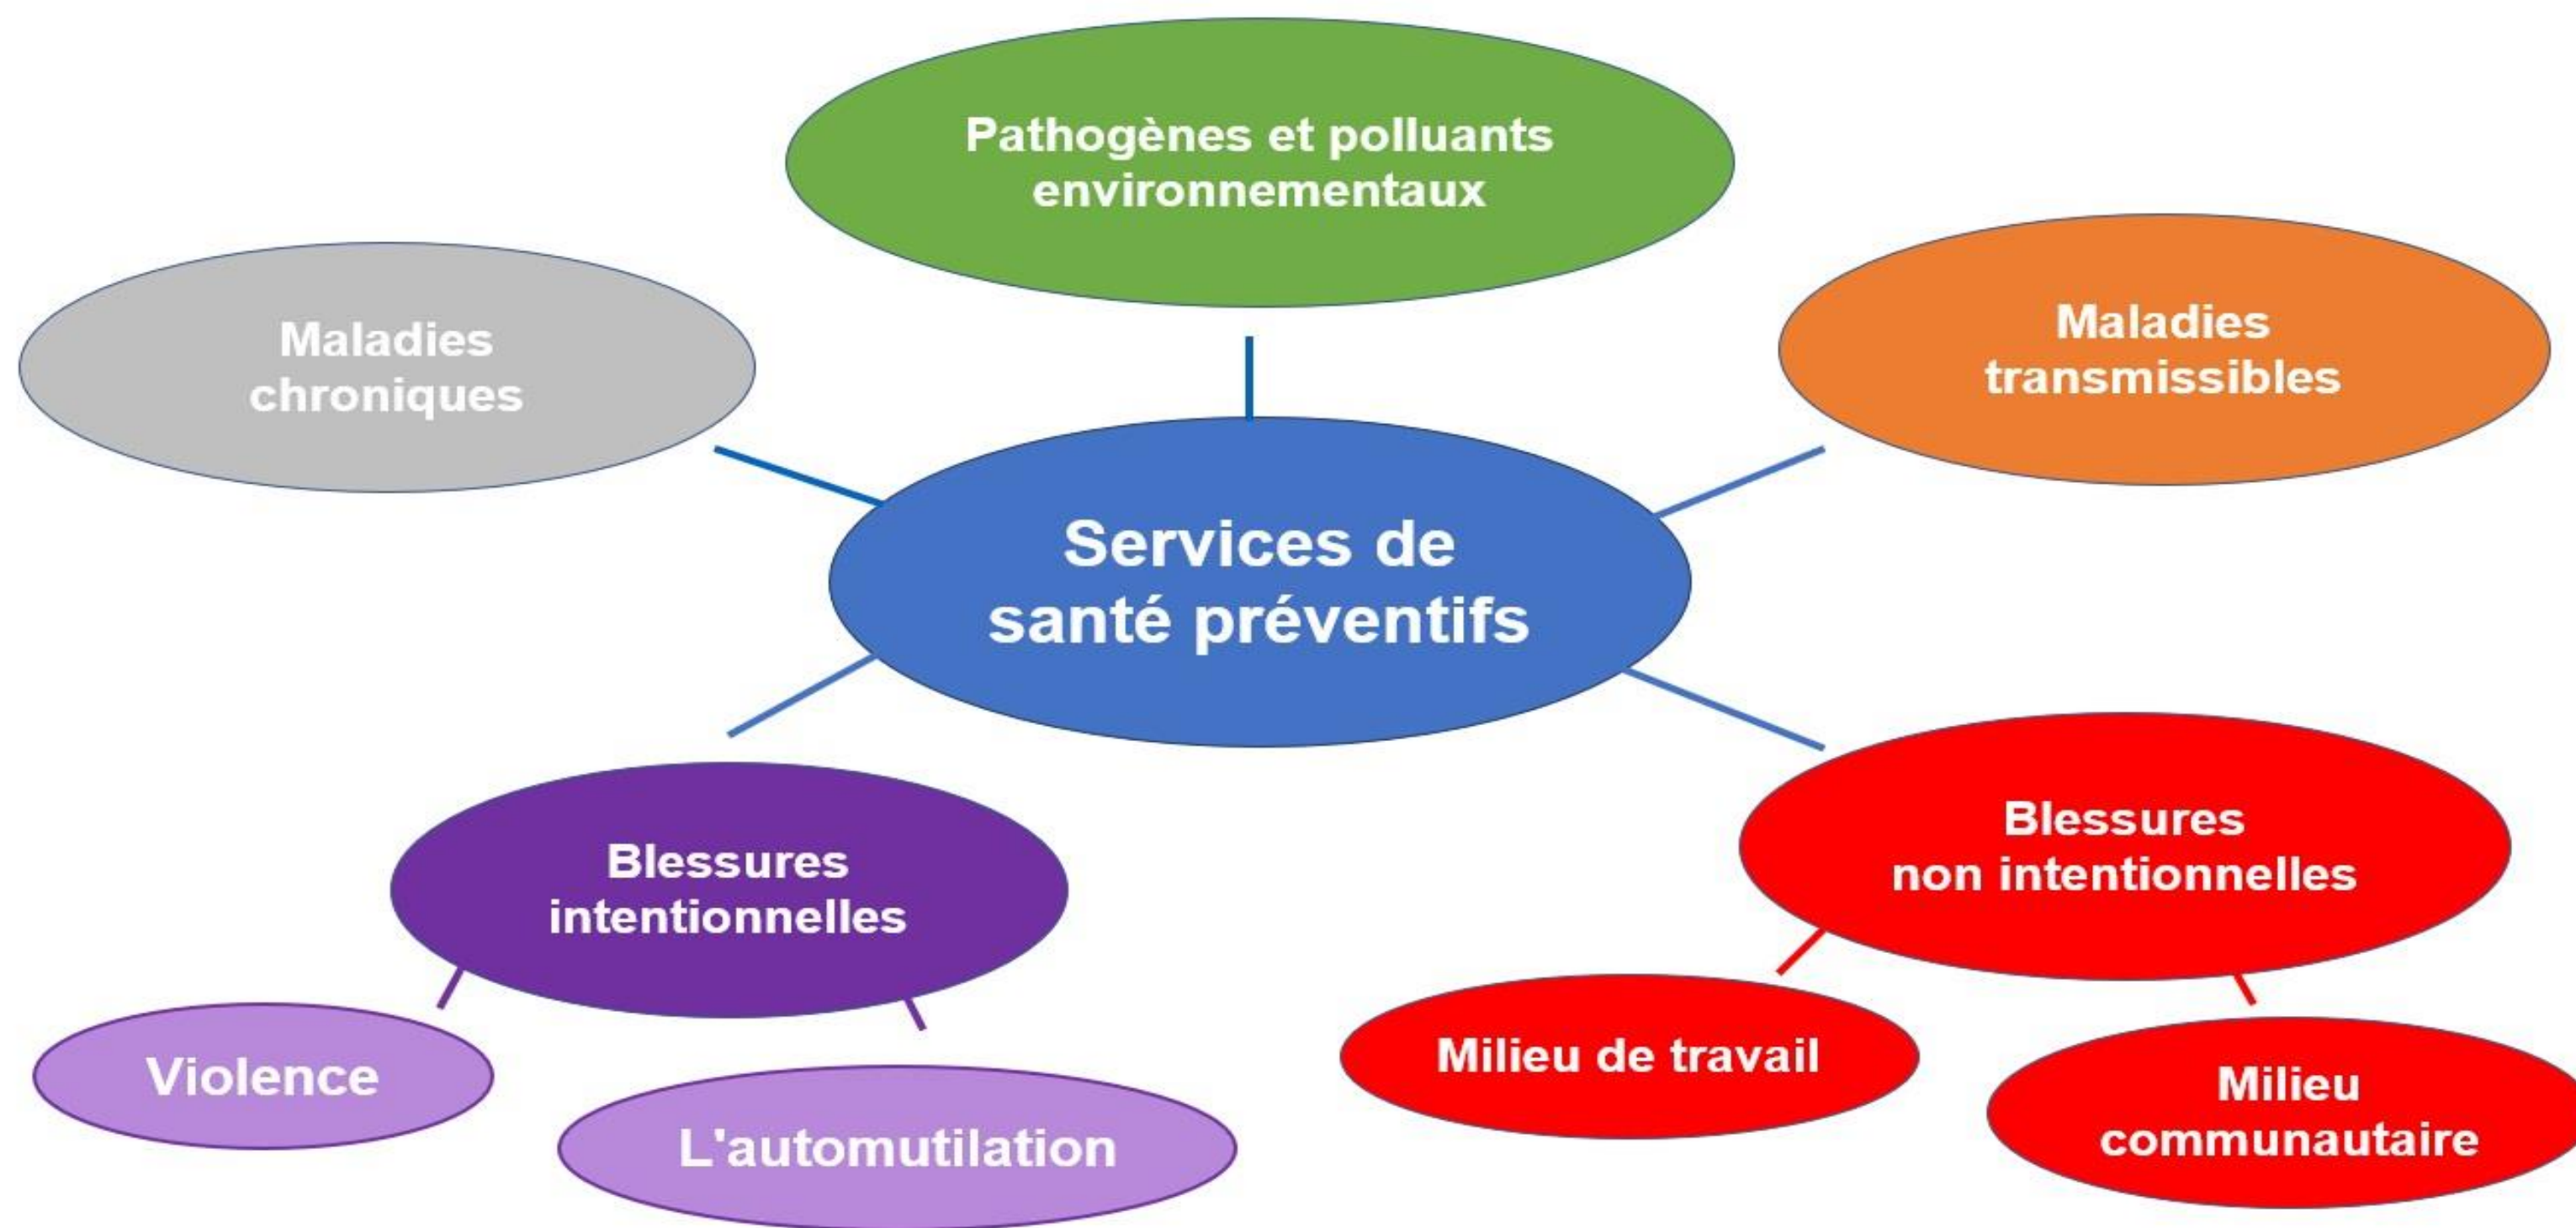 Pathogènes et polluants
environnementaux
Maladies
chroniques
Maladies
transmissibles
Services de
santé préventifs
Blessures
intentionnelles
Blessures
non intentionnelles
Violence
L'automutilation
Milieu de travail
Milieu
communautaire